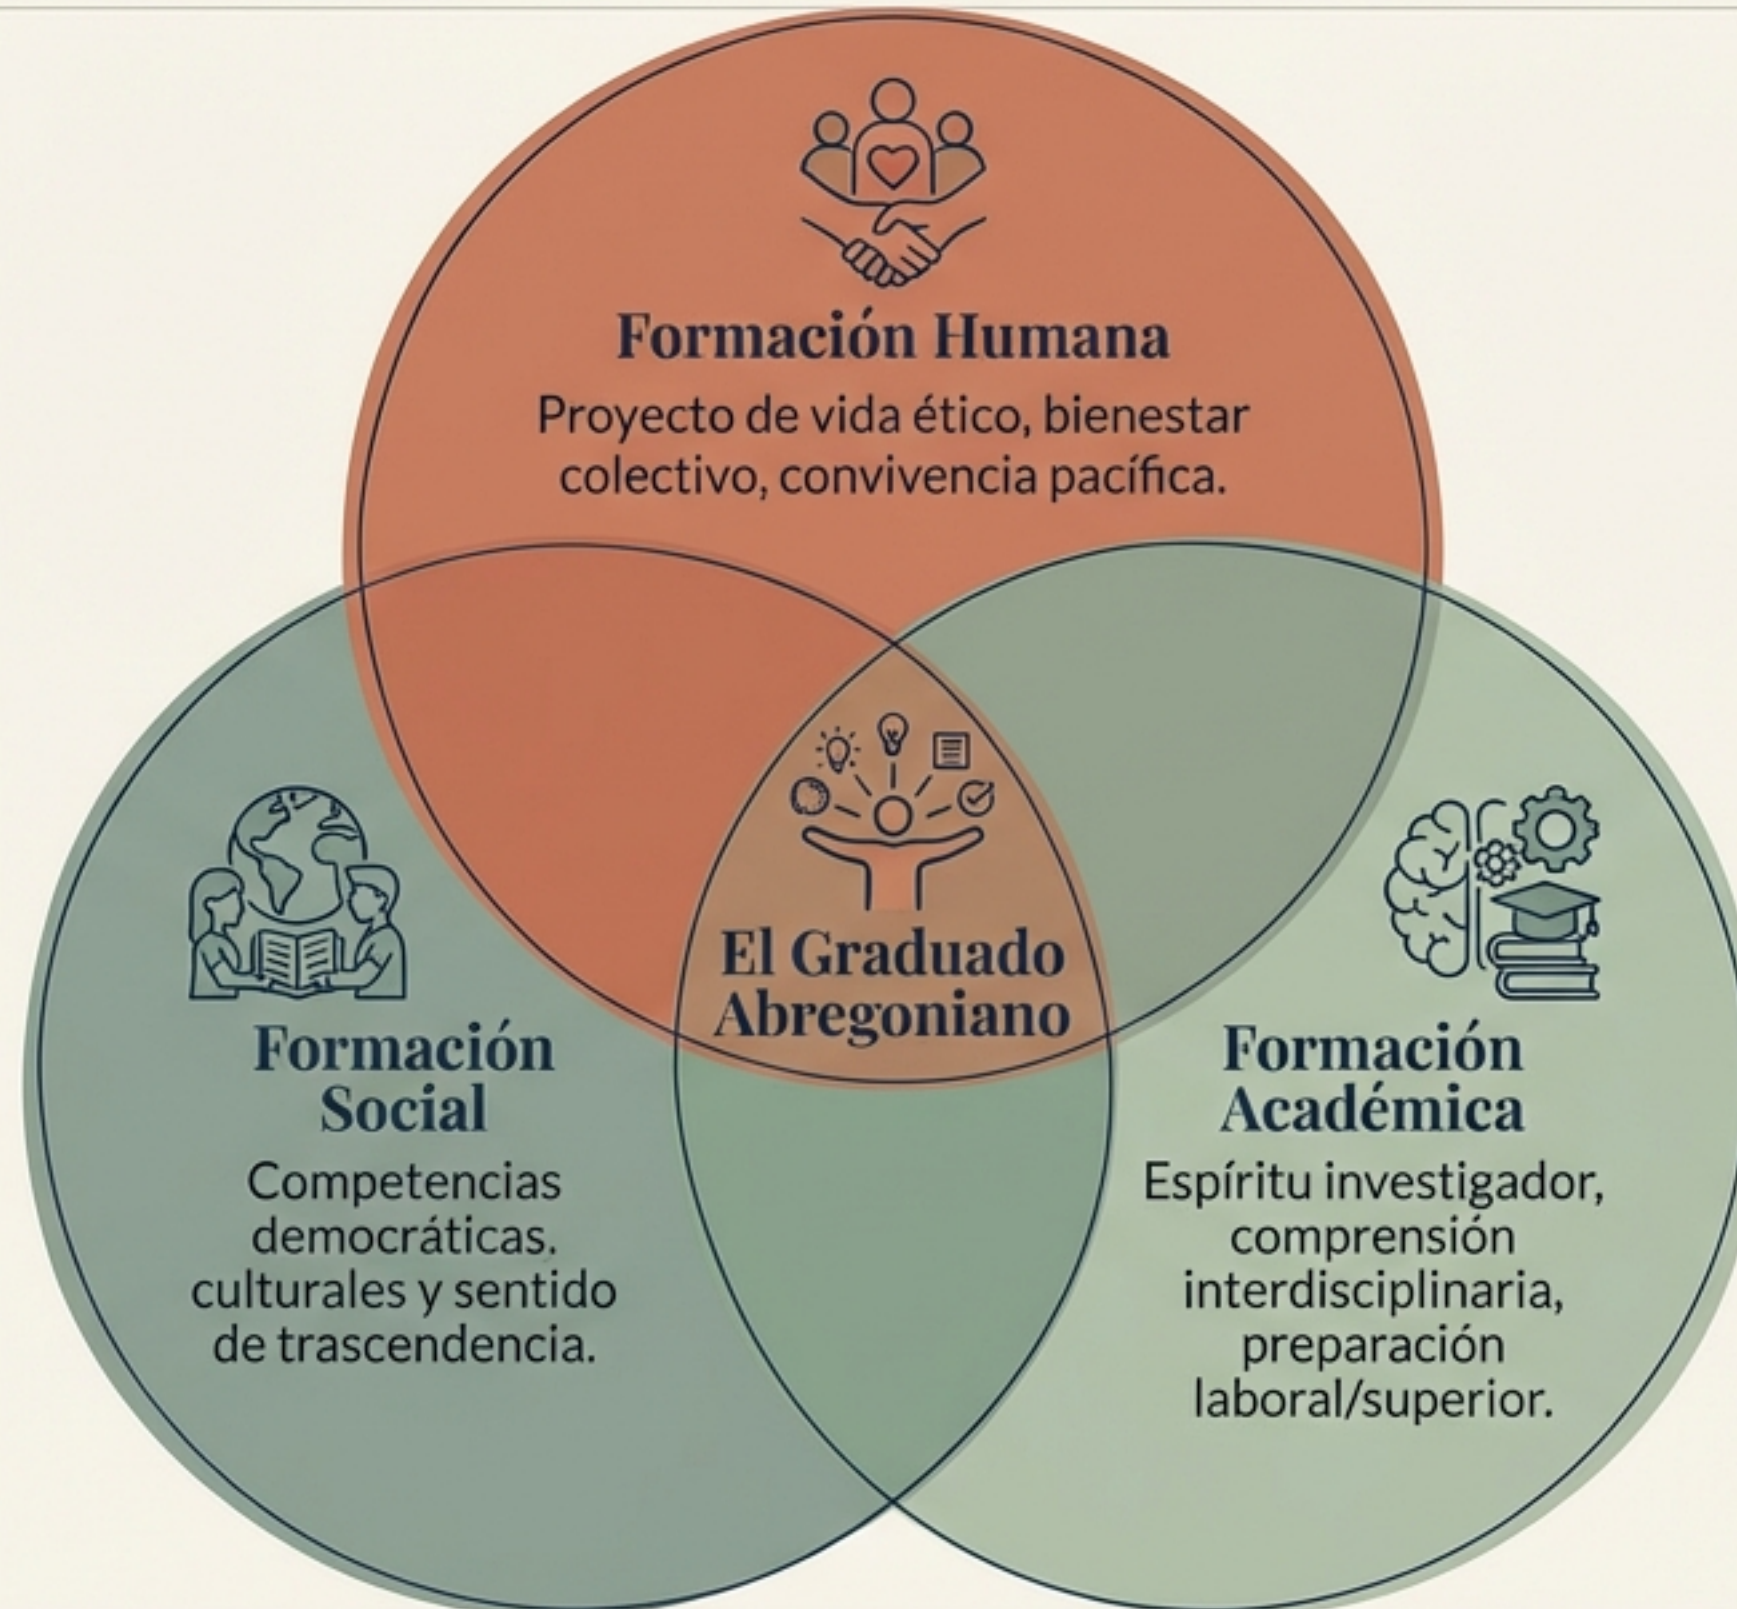 Formación Humana
Proyecto de vida ético, bienestar
colectivo, convivencia pacífica.
El Graduado
Abregoniano
Formación
Social
Competencias
democráticas.
culturales y sentido
de trascendencia.
Formación
Académica
Espíritu investigador,
comprensión
interdisciplinaria,
preparación
laboral/superior.